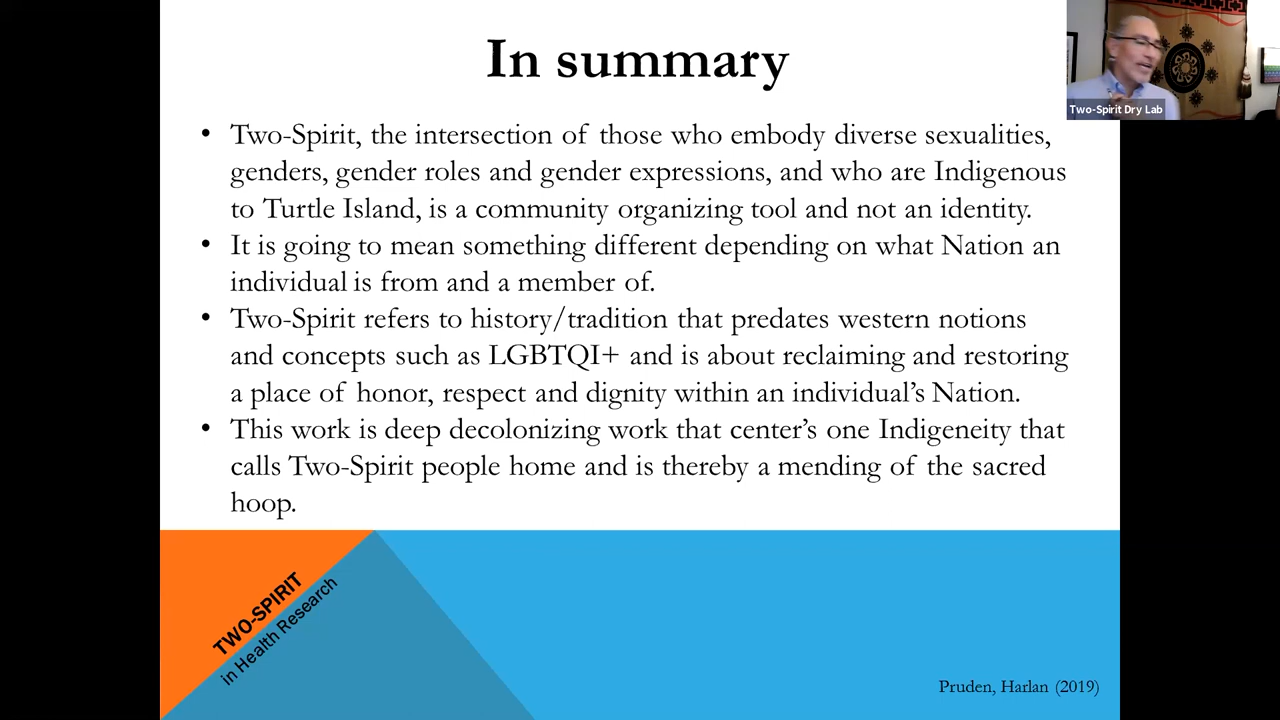 In summary
Two-Spirit Dry Lab
• Two-Spirit, the intersection of those who embody diverse sexualities,
genders, gender roles and gender expressions, and who are Indigenous
to Turtle Island, is a community organizing tool and not an identity.
• It is going to mean something different depending on what Nation an
individual is from and a member of.
• Two-Spirit refers to history/tradition that predates western notions
and concepts such as LGBTQI+ and is about reclaiming and restoring
a place of honor, respect and dignity within an individual’s Nation.
• This work is deep decolonizing work that center’s one Indigeneity that
calls Two-Spirit people home and is thereby a mending of the sacred
hoop.
TWO-SPIRIT
in Health Research
Pruden, Harlan (2019)